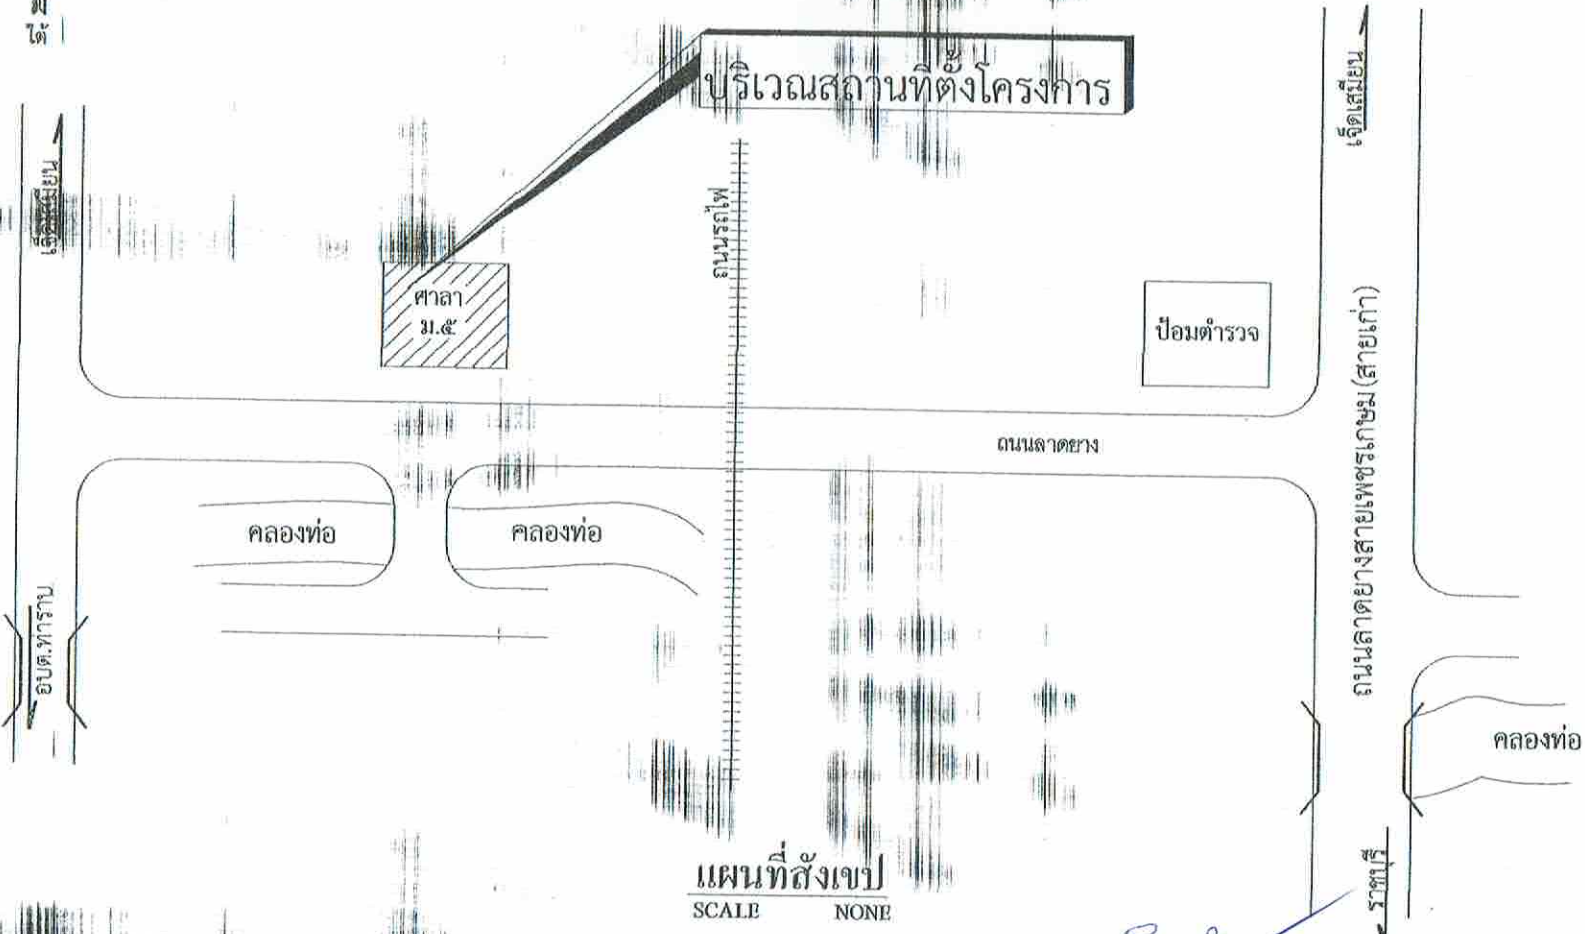 ได้
บริเวณสถานที่ตั้งโครงการ
เจ็ดเสมียน
เจ็ดเสมียน
ถนนรถไฟ
ศาลา
ม.๕
ป้อมตำรวจ
ถนนลาดยาง
ถนนลาดยางสายเพชรเกษม (สายเก่า)
คลองท่อ
คลองท่อ
อบต.ท่าราบ
คลองท่อ
แผนที่สังเขป
SCALE NONE
ราชบุรี